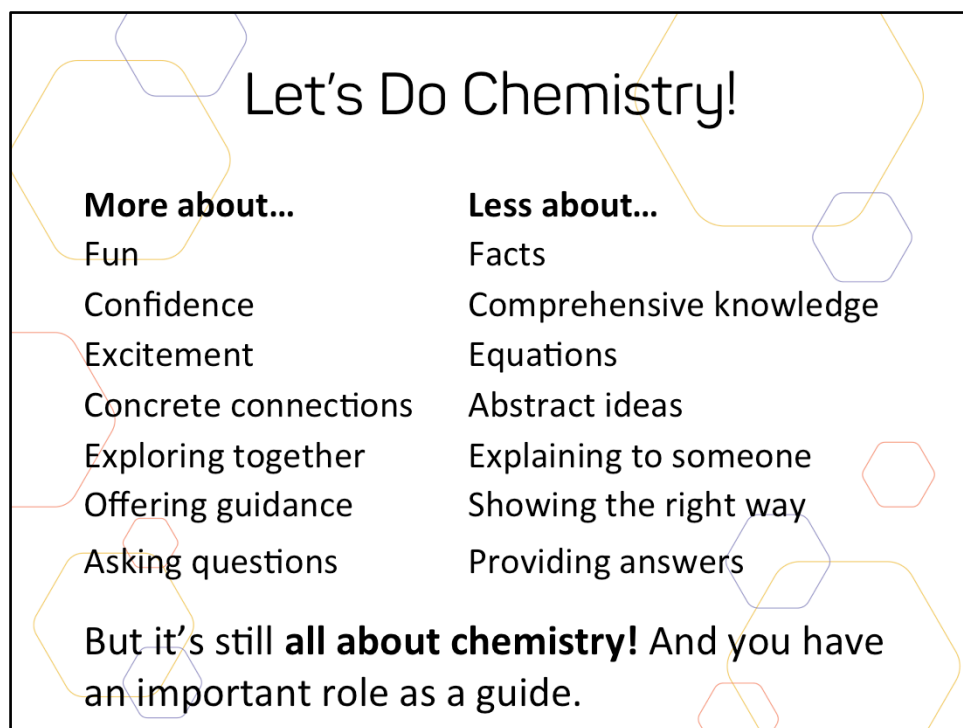 Let's Do Chemistry!
More about… Less about…
Fun Facts
Confidence Comprehensive knowledge
Excitement Equations
Concrete connections Abstract ideas
Exploring together Explaining to someone
Offering guidance Showing the right way
Asking questions Providing answers
But it's still all about chemistry! And you have
an important role as a guide.